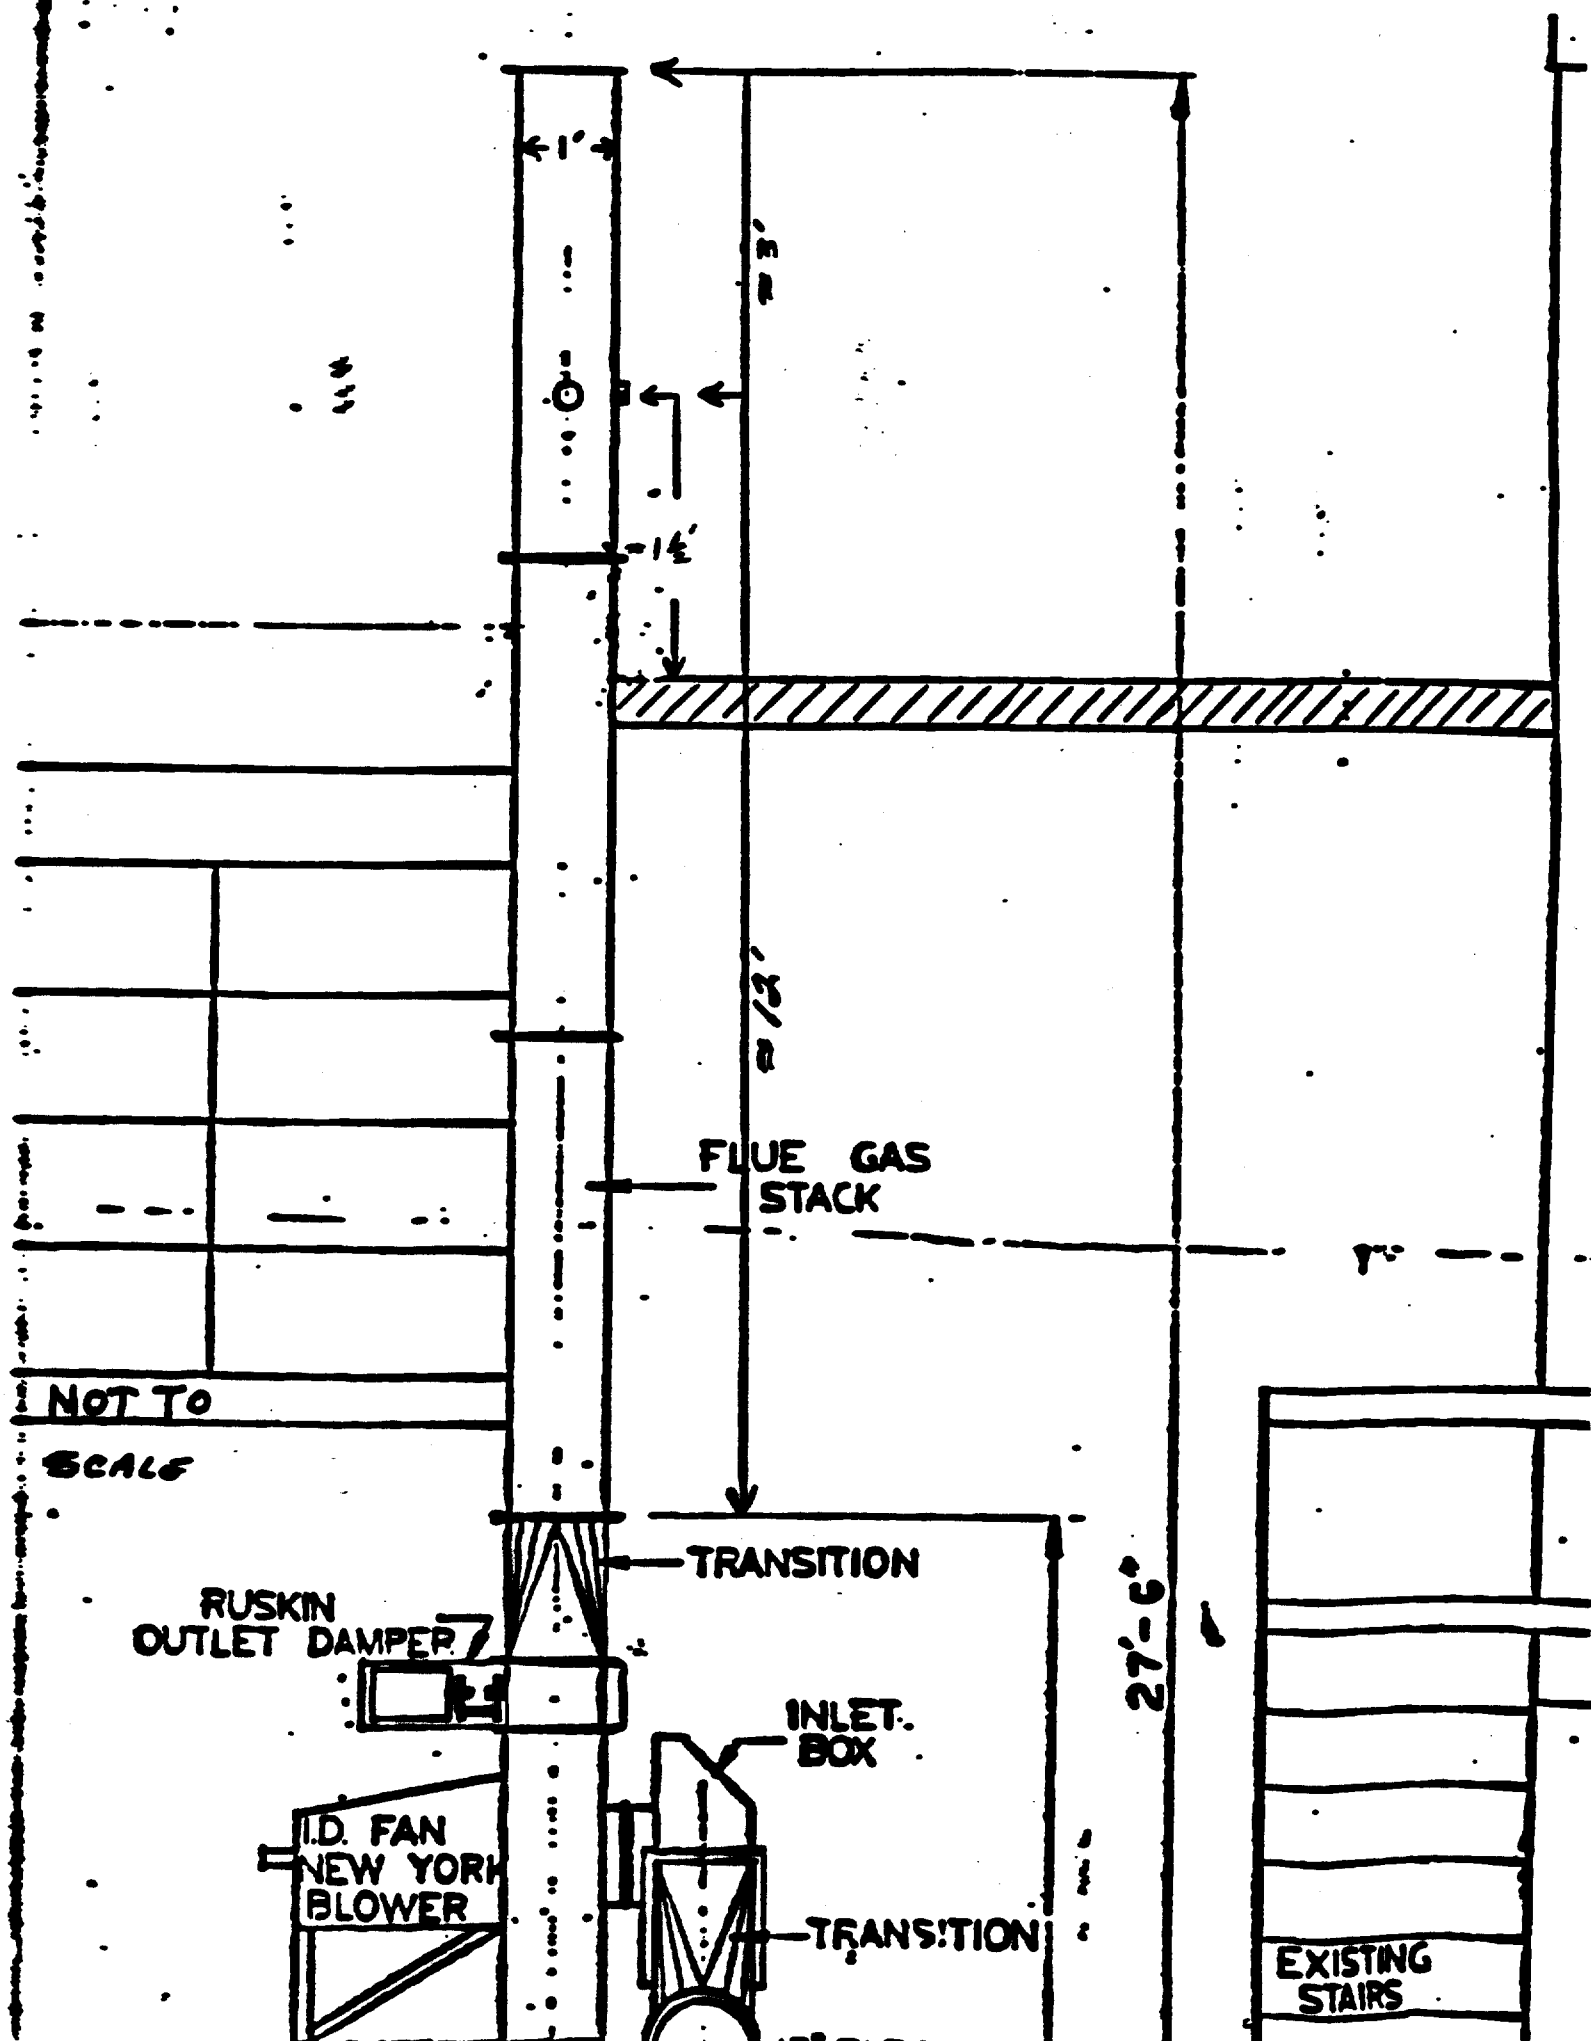 1'
≈ 3'
≈ 1½'
≈ 12'
FLUE GAS
STACK
NOT TO
SCALE
TRANSITION
RUSKIN
OUTLET DAMPER
27'-6"
INLET
BOX
I.D. FAN
NEW YORK
BLOWER
TRANSITION
EXISTING
STAIRS